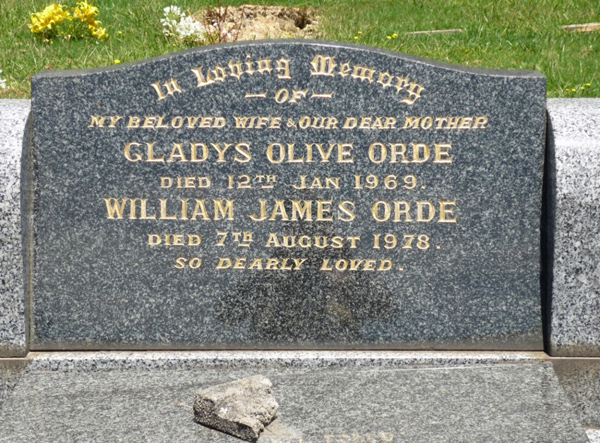 In Loving Memory
— OF —
MY BELOVED WIFE & OUR DEAR MOTHER
GLADYS OLIVE ORDE
DIED 12TH JAN 1969.
WILLIAM JAMES ORDE
DIED 7TH AUGUST 1978.
SO DEARLY LOVED.